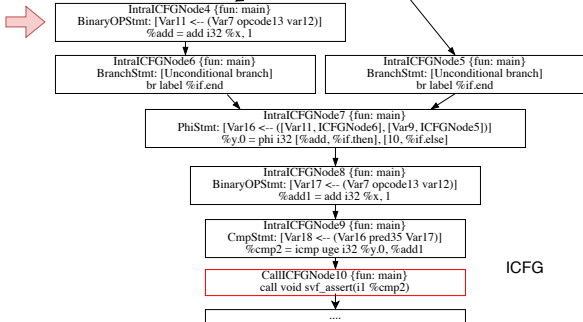 IntraICFGNode4 {fun: main}
BinaryOPStmt: [Var11 <-- (Var7 opcode13 var12)]
%add = add i32 %x, 1
IntraICFGNode6 {fun: main}
BranchStmt: [Unconditional branch]
br label %if.end
IntraICFGNode5 {fun: main}
BranchStmt: [Unconditional branch]
br label %if.end
IntraICFGNode7 {fun: main}
PhiStmt: [Var16 <-- ([Var11, ICFGNode6], [Var9, ICFGNode5])]
%y.0 = phi i32 [%add, %if.then], [10, %if.else]
IntraICFGNode8 {fun: main}
BinaryOPStmt: [Var17 <-- (Var7 opcode13 var12)]
%add1 = add i32 %x, 1
IntraICFGNode9 {fun: main}
CmpStmt: [Var18 <-- (Var16 pred35 Var17)]
%cmp2 = icmp uge i32 %y.0, %add1
CallICFGNode10 {fun: main}
call void svf_assert(i1 %cmp2)
ICFG
....